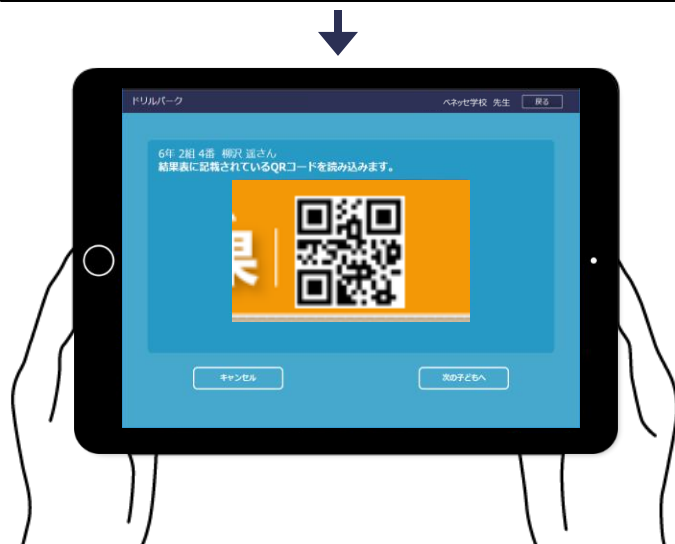 ドリルパーク
ベネッセ学校 先生 戻る
6年 2組 4番 柳沢 遥さん
結果表に記載されているQRコードを読み込みます。
果
キャンセル
次の子どもへ